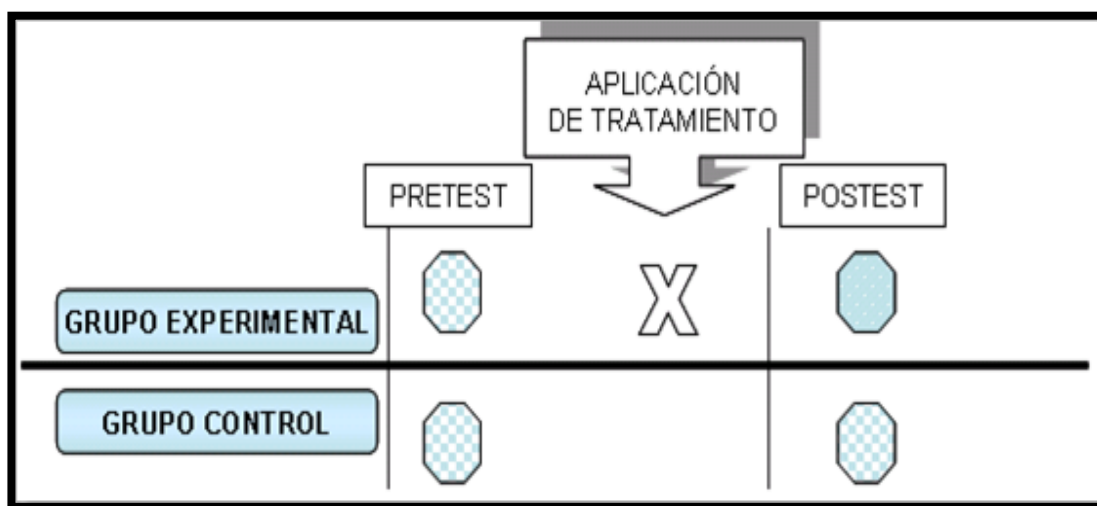 APLICACIÓN
DE TRATAMIENTO
PRETEST
POSTEST
X
GRUPO EXPERIMENTAL
GRUPO CONTROL